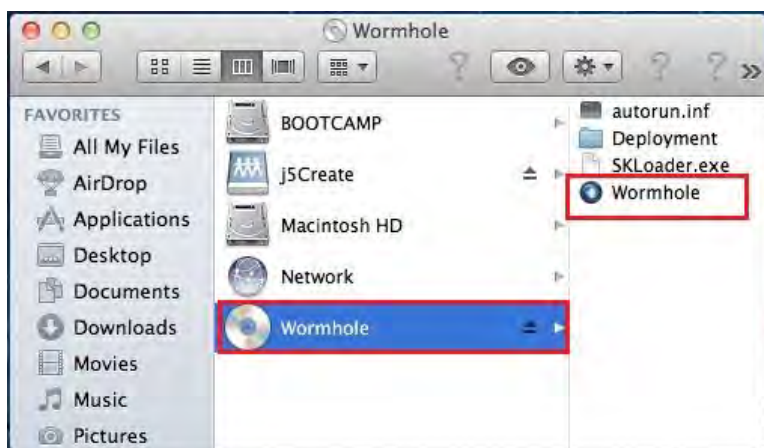 Wormhole
FAVORITES
All My Files
AirDrop
Applications
Desktop
Documents
Downloads
Movies
Music
Pictures
BOOTCAMP
j5Create
Macintosh HD
Network
Wormhole
autorun.inf
Deployment
SKLoader.exe
Wormhole